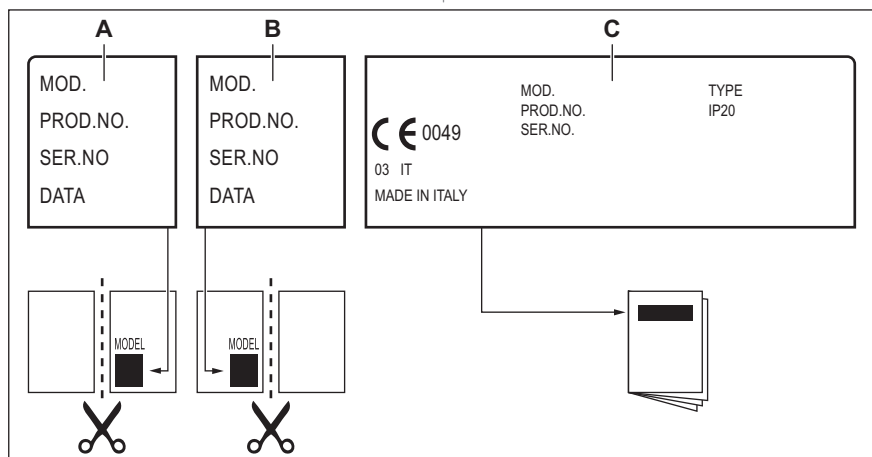 A
B
C
MOD.
PROD.NO.
SER.NO
DATA
MOD.
PROD.NO.
SER.NO
DATA
MOD.
PROD.NO.
SER.NO.
TYPE
IP20
CE 0049
03 IT
MADE IN ITALY
MODEL
MODEL